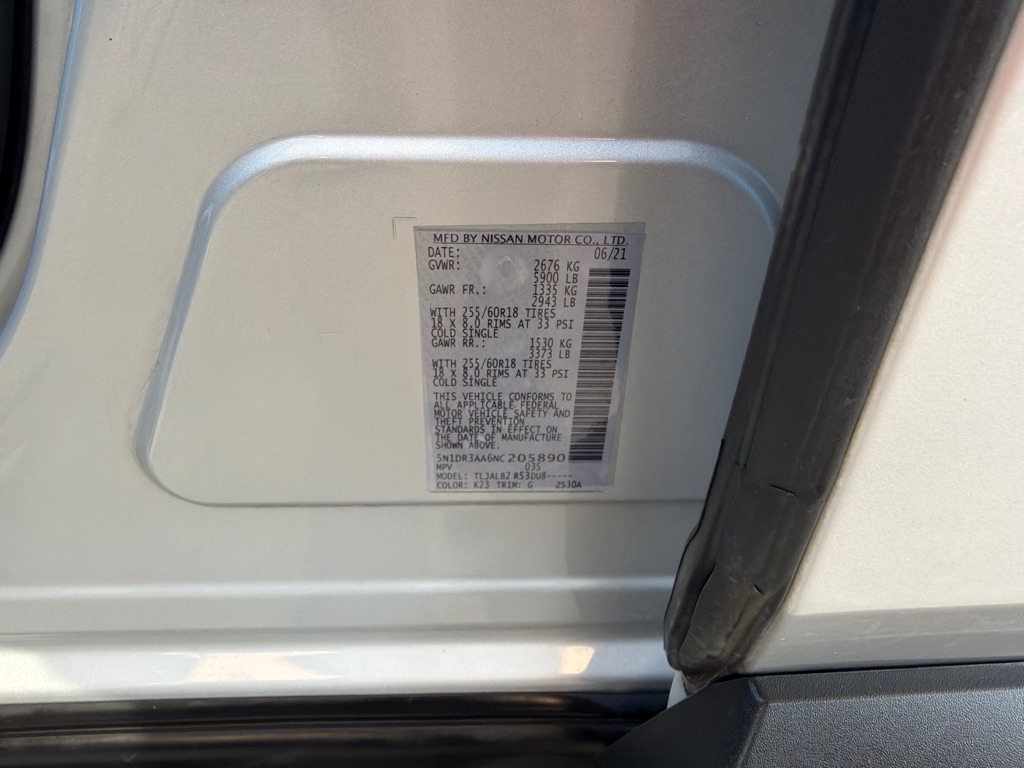 MFD BY NISSAN MOTOR CO., LTD.
DATE: 06/21
GVWR: 2676 KG
5900 LB
GAWR FR.: 1335 KG
2943 LB
WITH 255/60R18 TIRES
18 X 8.0 RIMS AT 33 PSI
COLD SINGLE
GAWR RR.: 1530 KG
3373 LB
WITH 255/60R18 TIRES
18 X 8.0 RIMS AT 33 PSI
COLD SINGLE
THIS VEHICLE CONFORMS TO
ALL APPLICABLE FEDERAL
MOTOR VEHICLE SAFETY AND
THEFT PREVENTION
STANDARDS IN EFFECT ON
THE DATE OF MANUFACTURE
SHOWN ABOVE.
5N1DR3AA6NC205890
MPV 035
MODEL: TLJALB2 R53DU8-----
COLOR: K23 TRIM: G 2S30A